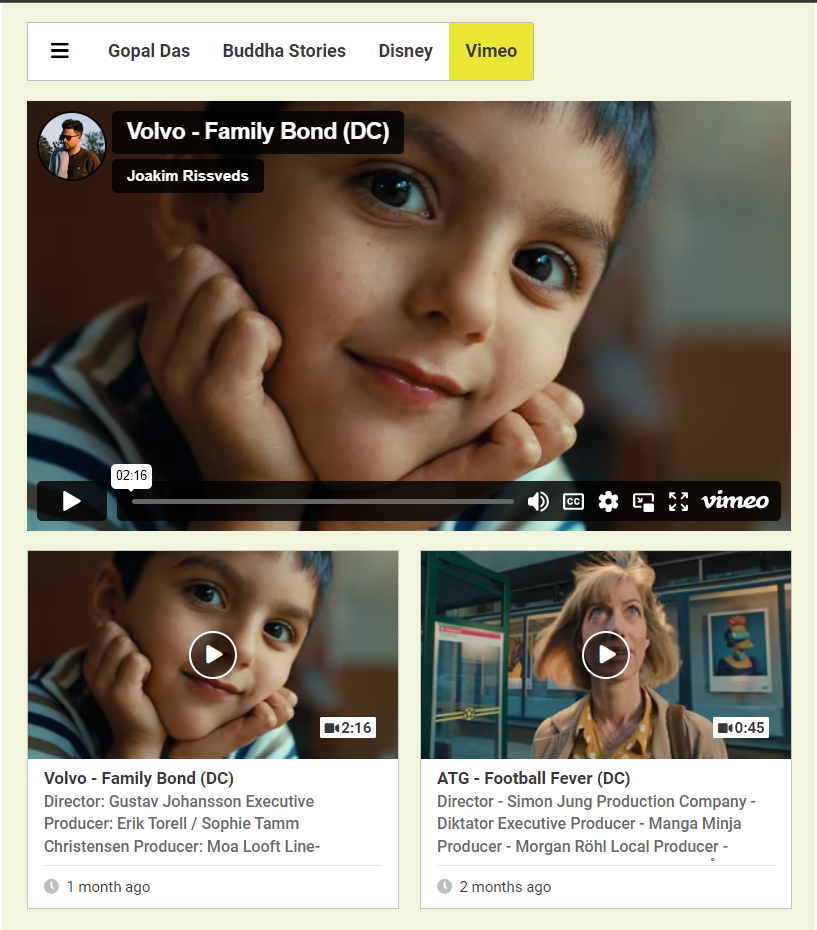 Gopal Das Buddha Stories Disney Vimeo
Volvo - Family Bond (DC)
Joakim Rissveds
02:16
CC vimeo
2:16
Volvo - Family Bond (DC)
Director: Gustav Johansson Executive
Producer: Erik Torell / Sophie Tamm
Christensen Producer: Moa Looft Line-
1 month ago
0:45
ATG - Football Fever (DC)
Director - Simon Jung Production Company -
Diktator Executive Producer - Manga Minja
Producer - Morgan Röhl Local Producer -
2 months ago